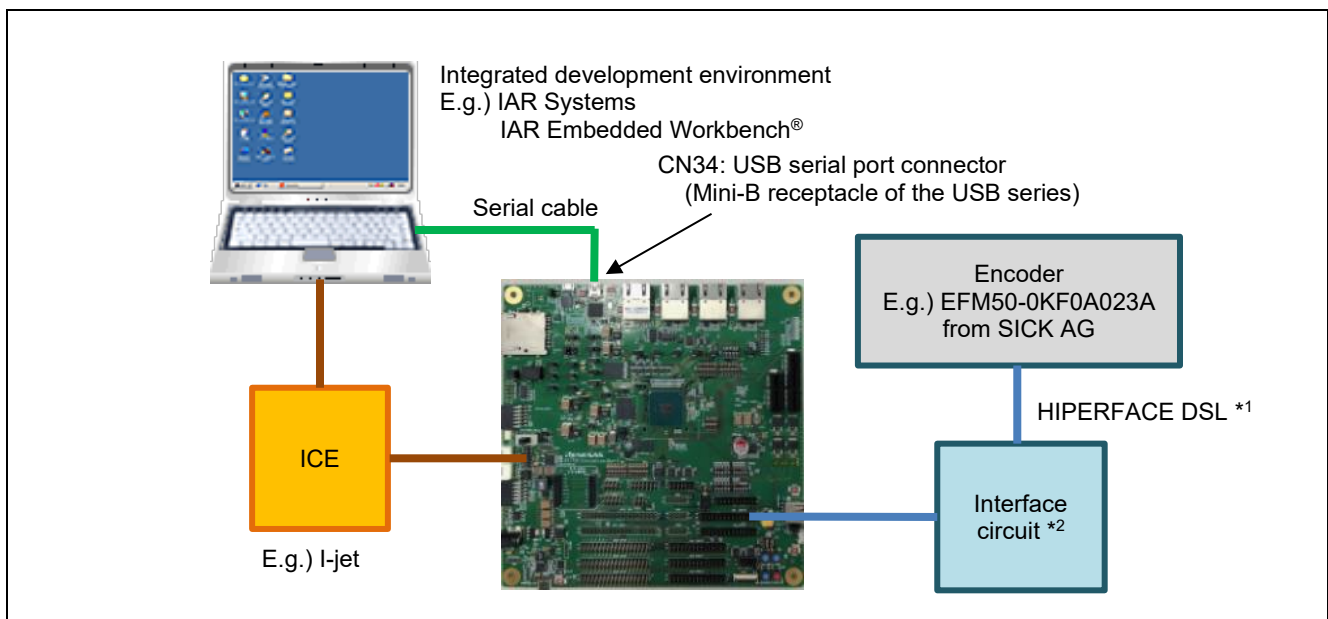 Integrated development environment
E.g.) IAR Systems
IAR Embedded Workbench®
CN34: USB serial port connector
(Mini-B receptacle of the USB series)
Serial cable
Encoder
E.g.) EFM50-0KF0A023A
from SICK AG
HIPERFACE DSL *1
ICE
Interface
circuit *2
E.g.) I-jet